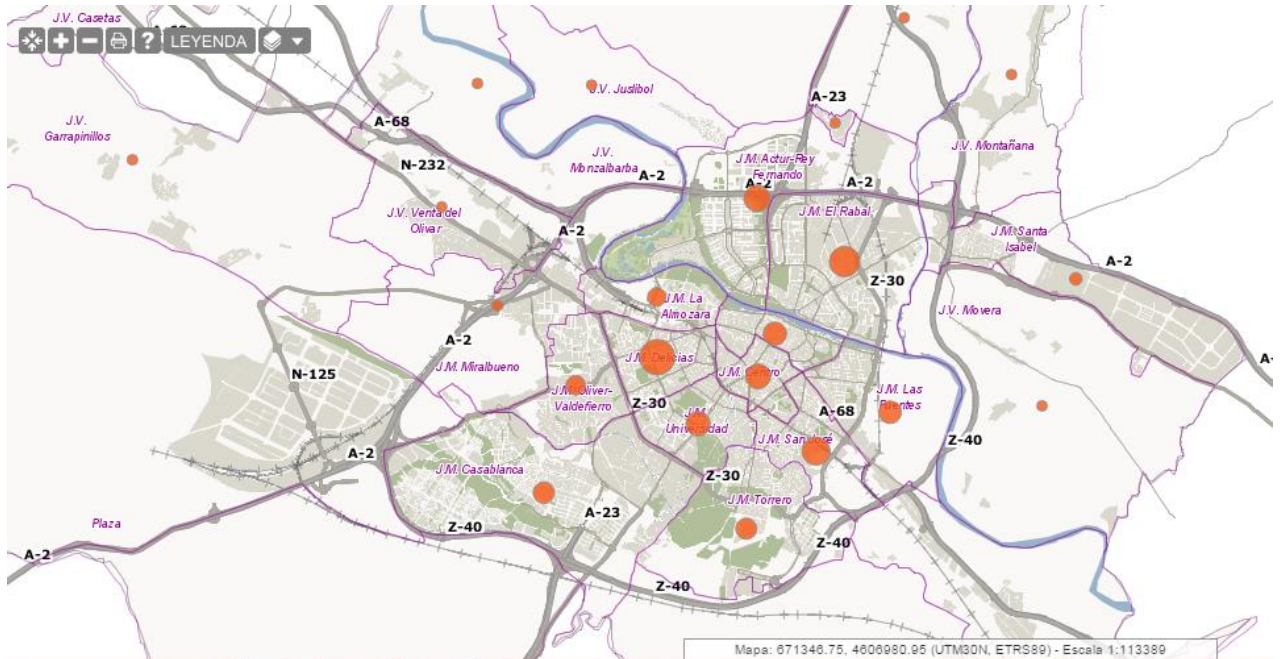 J.V. Casetas
LEYENDA
?
J.V. Juslibol
A-23
A-68
J.V.
Garrapinillos
J.V. Montañana
N-232
J.V.
Monzalbarba
J.M. Actur-Rey
Fernando
A-2
A-2
A-2
J.V. Venta del
Olivar
J.M. El Rabal
A-2
J.M. Santa
Isabel
A-2
Z-30
J.M. La
Almozara
J.V. Movera
A-2
J.M. Delicias
J.M. Miralbueno
N-125
J.M. Centro
J.M. Oliver-
Valdefierro
Z-30
J.M. Las
Fuentes
A-68
J.M.
Universidad
J.M. San José
Z-40
A-2
J.M. Casablanca
Z-30
J.M. Torrero
A-23
Plaza
Z-40
Z-40
A-2
Z-40
Mapa: 671346.75, 4606980.95 (UTM30N, ETRS89) - Escala 1:113389